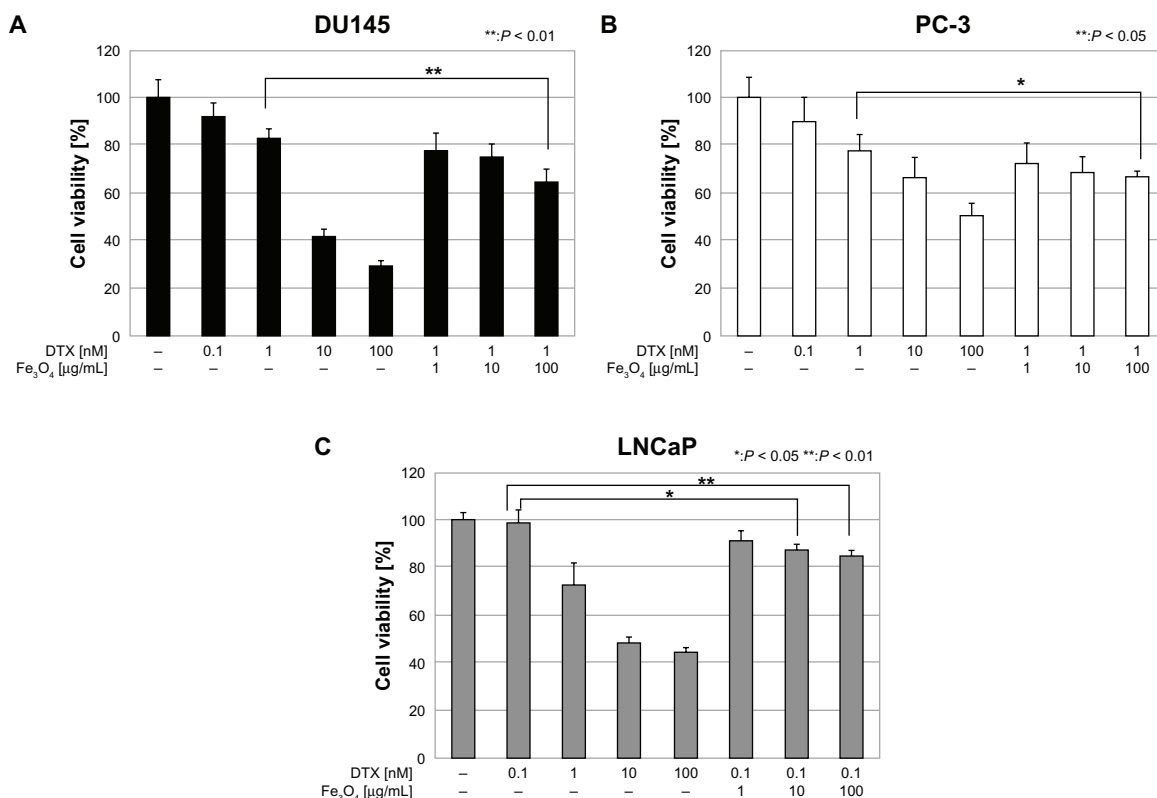 A
DU145
**:P < 0.01
120
100
80
60
40
20
0
Cell viability [%]
**
DTX [nM] – 0.1 1 10 100 1 1 1
Fe₃O₄ [µg/mL] – – – – – 1 10 100
B
PC-3
**:P < 0.05
120
100
80
60
40
20
0
Cell viability [%]
*
DTX [nM] – 0.1 1 10 100 1 1 1
Fe₃O₄ [µg/mL] – – – – – 1 10 100
C
LNCaP
*:P < 0.05 **:P < 0.01
120
100
80
60
40
20
0
Cell viability [%]
**
*
DTX [nM] – 0.1 1 10 100 0.1 0.1 0.1
Fe₃O₄ [µg/mL] – – – – – 1 10 100